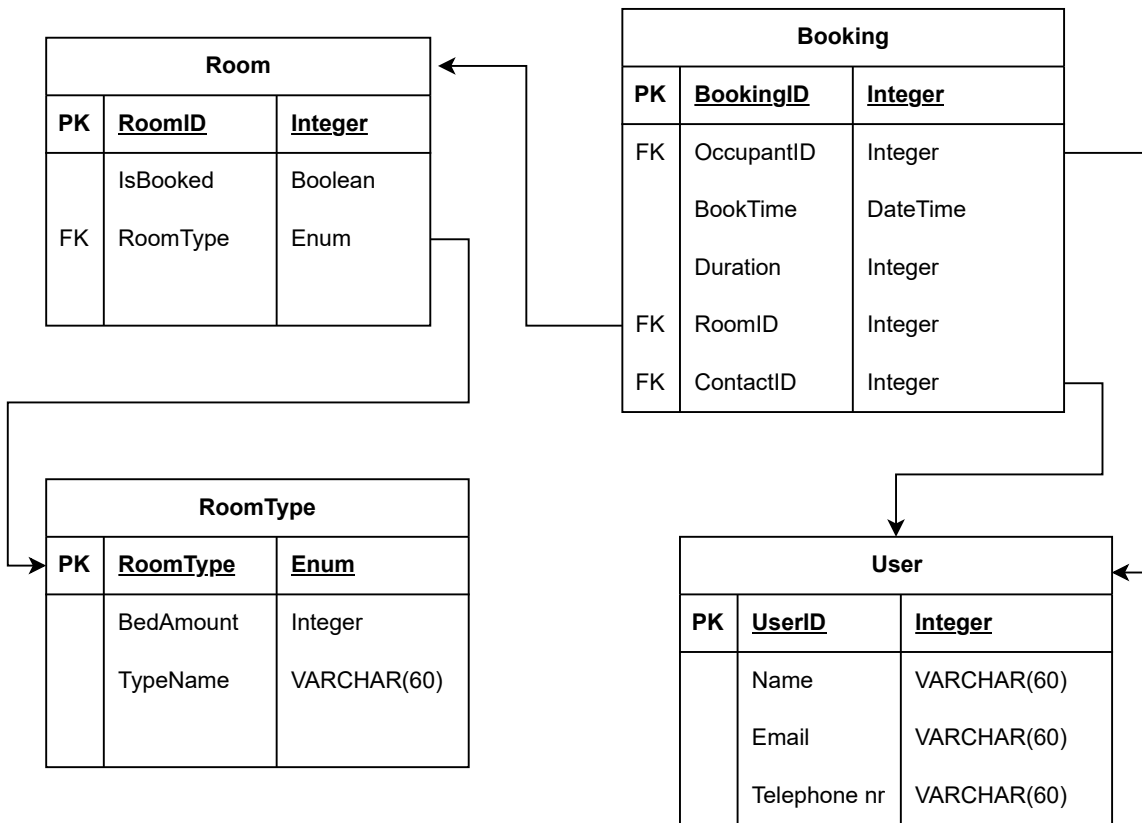 Room
PK RoomID Integer
IsBooked Boolean
FK RoomType Enum
Booking
PK BookingID Integer
FK OccupantID Integer
BookTime DateTime
Duration Integer
FK RoomID Integer
FK ContactID Integer
RoomType
PK RoomType Enum
BedAmount Integer
TypeName VARCHAR(60)
User
PK UserID Integer
Name VARCHAR(60)
Email VARCHAR(60)
Telephone nr VARCHAR(60)